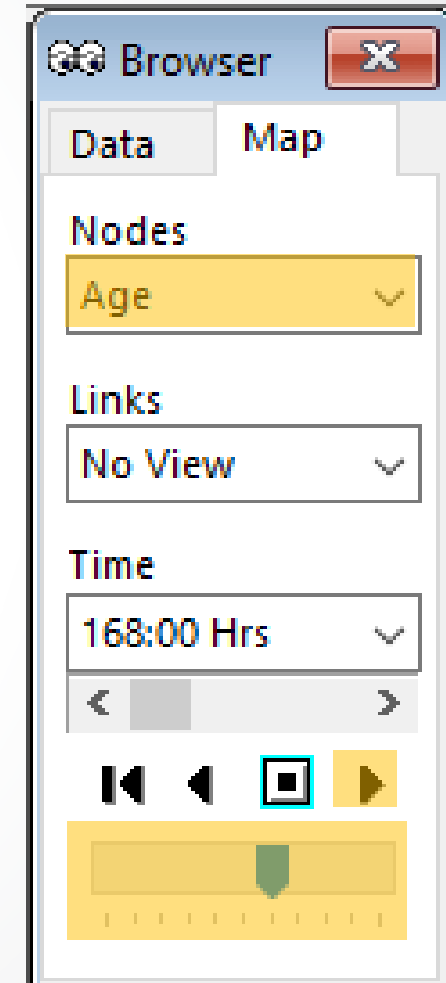 Browser
Data Map
Nodes
Age
Links
No View
Time
168:00 Hrs